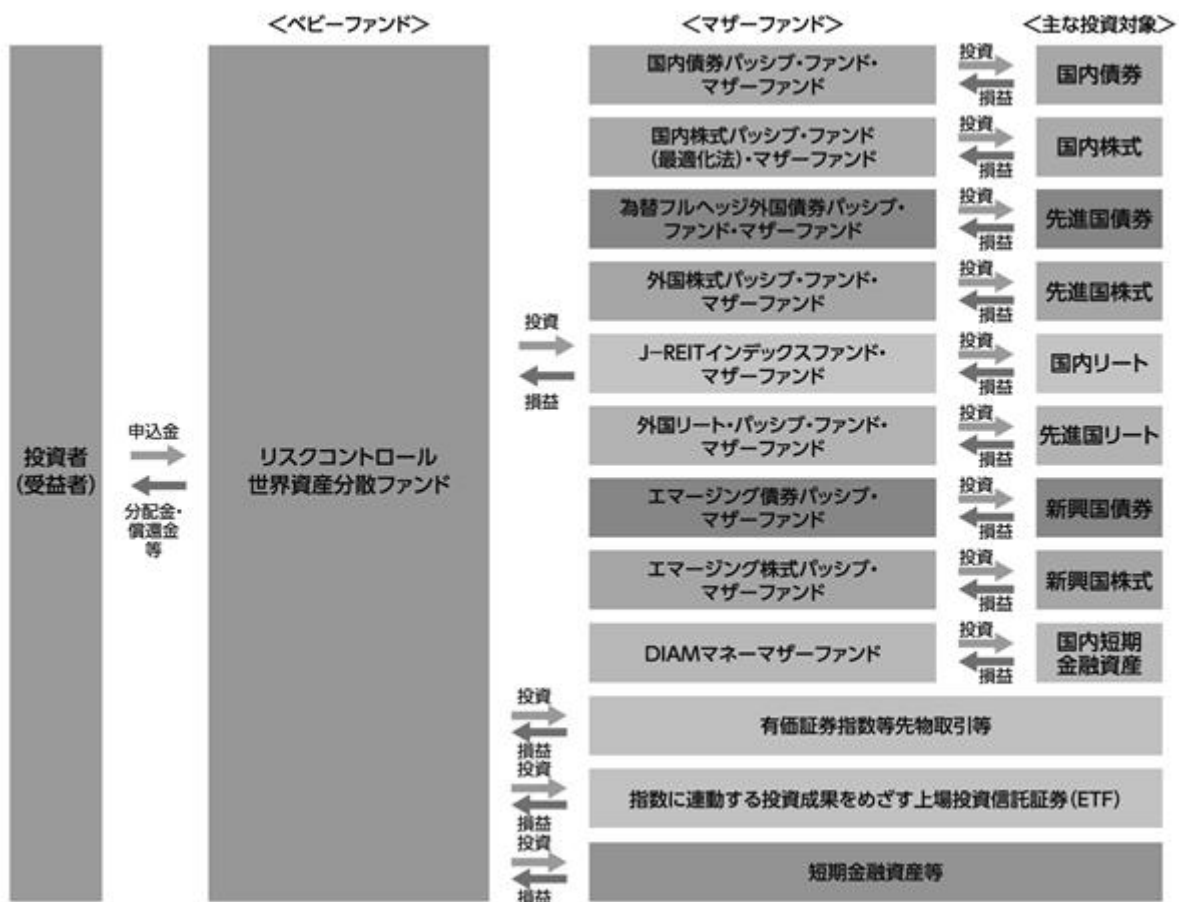 <ベビーファンド>
<マザーファンド>
<主な投資対象>
投資者
(受益者)
申込金
分配金・
償還金
等
リスクコントロール
世界資産分散ファンド
投資
損益
国内債券パッシブ・ファンド・
マザーファンド
投資
損益
国内債券
国内株式パッシブ・ファンド
(最適化法)・マザーファンド
投資
損益
国内株式
為替フルヘッジ外国債券パッシブ・
ファンド・マザーファンド
投資
損益
先進国債券
外国株式パッシブ・ファンド・
マザーファンド
投資
損益
先進国株式
J−REITインデックスファンド・
マザーファンド
投資
損益
国内リート
外国リート・パッシブ・ファンド・
マザーファンド
投資
損益
先進国リート
エマージング債券パッシブ・
マザーファンド
投資
損益
新興国債券
エマージング株式パッシブ・
マザーファンド
投資
損益
新興国株式
DIAMマネーマザーファンド
投資
損益
国内短期
金融資産
投資
損益
有価証券指数等先物取引等
投資
損益
指数に連動する投資成果をめざす上場投資信託証券(ETF)
投資
損益
短期金融資産等